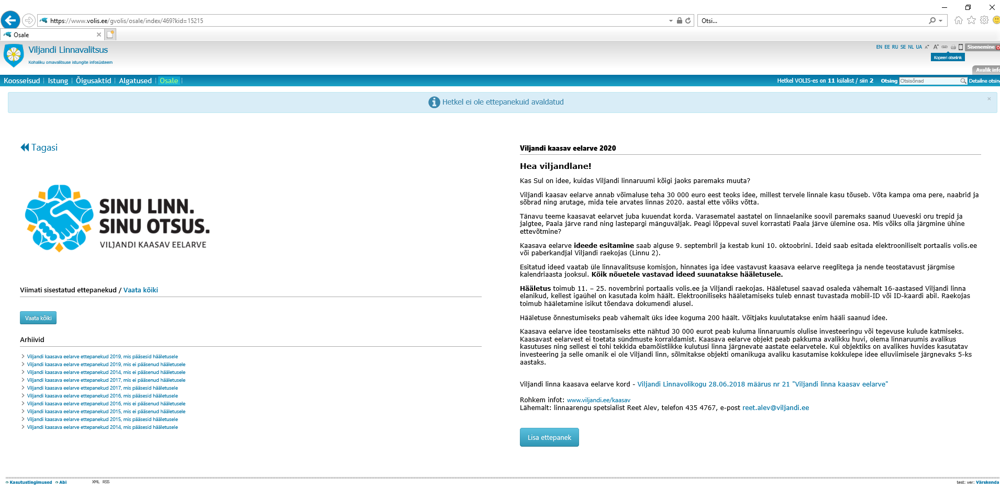 https://www.volis.ee/gvolis/osale/index/469?kid=15215
Otsi...
Osale
Viljandi Linnavalitsus
Kohaliku omavalitsuse istungite infosüsteem
EN EE RU SE NL UA
Sisenemine
Kopeeri otselink
Avalik info
Koosseisud Istung Õigusaktid Algatused Osale
Hetkel VOLIS-es on 11 külalist / siin 2 Otsing Otsisõnad Detailne otsing
Hetkel ei ole ettepanekuid avaldatud
Tagasi
SINU LINN.
SINU OTSUS.
VILJANDI KAASAV EELARVE
Viimati sisestatud ettepanekud / Vaata kõiki
Vaata kõiki
Arhiivid
Viljandi kaasava eelarve ettepanekud 2019, mis pääsesid hääletusele
Viljandi kaasava eelarve ettepanekud 2019, mis ei pääsenud hääletusele
Viljandi kaasava eelarve ettepanekud 2014, mis ei pääsenud hääletusele
Viljandi kaasava eelarve ettepanekud 2017, mis ei pääsenud hääletusele
Viljandi kaasava eelarve ettepanekud 2017, mis pääsesid hääletusele
Viljandi kaasava eelarve ettepanekud 2016, mis pääsesid hääletusele
Viljandi kaasava eelarve ettepanekud 2016, mis ei pääsenud hääletusele
Viljandi kaasava eelarve ettepanekud 2015, mis ei pääsenud hääletusele
Viljandi kaasava eelarve ettepanekud 2015, mis pääsesid hääletusele
Viljandi kaasava eelarve ettepanekud 2014, mis pääsesid hääletusele
Viljandi kaasav eelarve 2020
Hea viljandlane!
Kas Sul on idee, kuidas Viljandi linnaruumi kõigi jaoks paremaks muuta?
Viljandi kaasav eelarve annab võimaluse teha 30 000 euro eest teoks idee, millest tervele linnale kasu tõuseb. Võta kampa oma pere, naabrid ja
sõbrad ning arutage, mida teie arvates linnas 2020. aastal ette võiks võtta.
Tänavu teeme kaasavat eelarvet juba kuuendat korda. Varasematel aastatel on linnaelanike soovil paremaks saanud Uueveski oru trepid ja
jalgtee, Paala järve rand ning lastepargi mänguväljak. Peagi lõppeval suvel korrastati Paala järve ülemine osa. Mis võiks olla järgmine ühine
ettevõtmine?
Kaasava eelarve ideede esitamine saab alguse 9. septembril ja kestab kuni 10. oktoobrini. Ideid saab esitada elektrooniliselt portaalis volis.ee
või paberkandjal Viljandi raekojas (Linnu 2).
Esitatud ideed vaatab üle linnavalitsuse komisjon, hinnates iga idee vastavust kaasava eelarve reeglitega ja nende teostatavust järgmise
kalendriaasta jooksul. Kõik nõuetele vastavad ideed suunatakse hääletusele.
Hääletus toimub 11. – 25. novembrini portaalis volis.ee ja Viljandi raekojas. Hääletusel saavad osaleda vähemalt 16-aastased Viljandi linna
elanikud, kellest igaühel on kasutada kolm häält. Elektrooniliseks hääletamiseks tuleb ennast tuvastada mobiil-ID või ID-kaardi abil. Raekojas
toimub hääletamine isikut tõendava dokumendi alusel.
Hääletuse õnnestumiseks peab vähemalt üks idee koguma 200 häält. Võitjaks kuulutatakse enim hääli saanud idee.
Kaasava eelarve idee teostamiseks ette nähtud 30 000 eurot peab kuluma linnaruumis olulise investeeringu või tegevuse kulude katmiseks.
Kaasavast eelarvest ei toetata sündmuste korraldamist. Kaasava eelarve objekt peab pakkuma avalikku huvi, olema linnaruumis avalikus
kasutuses ning sellest ei tohi tekkida ebamõistlikke kulutusi linna järgnevate aastate eelarvetele. Kui objektiks on avalikes huvides kasutatav
investeering ja selle omanik ei ole Viljandi linn, sõlmitakse objekti omanikuga avaliku kasutamise kokkulepe idee elluviimisele järgnevaks 5-ks
aastaks.
Viljandi linna kaasava eelarve kord - Viljandi Linnavolikogu 28.06.2018 määrus nr 21 "Viljandi linna kaasav eelarve"
Rohkem infot: www.viljandi.ee/kaasav
Lähemalt: linnaarengu spetsialist Reet Alev, telefon 435 4767, e-post reet.alev@viljandi.ee
Lisa ettepanek
Kasutustingimused Abi XML RSS
test: ver: Värskenda